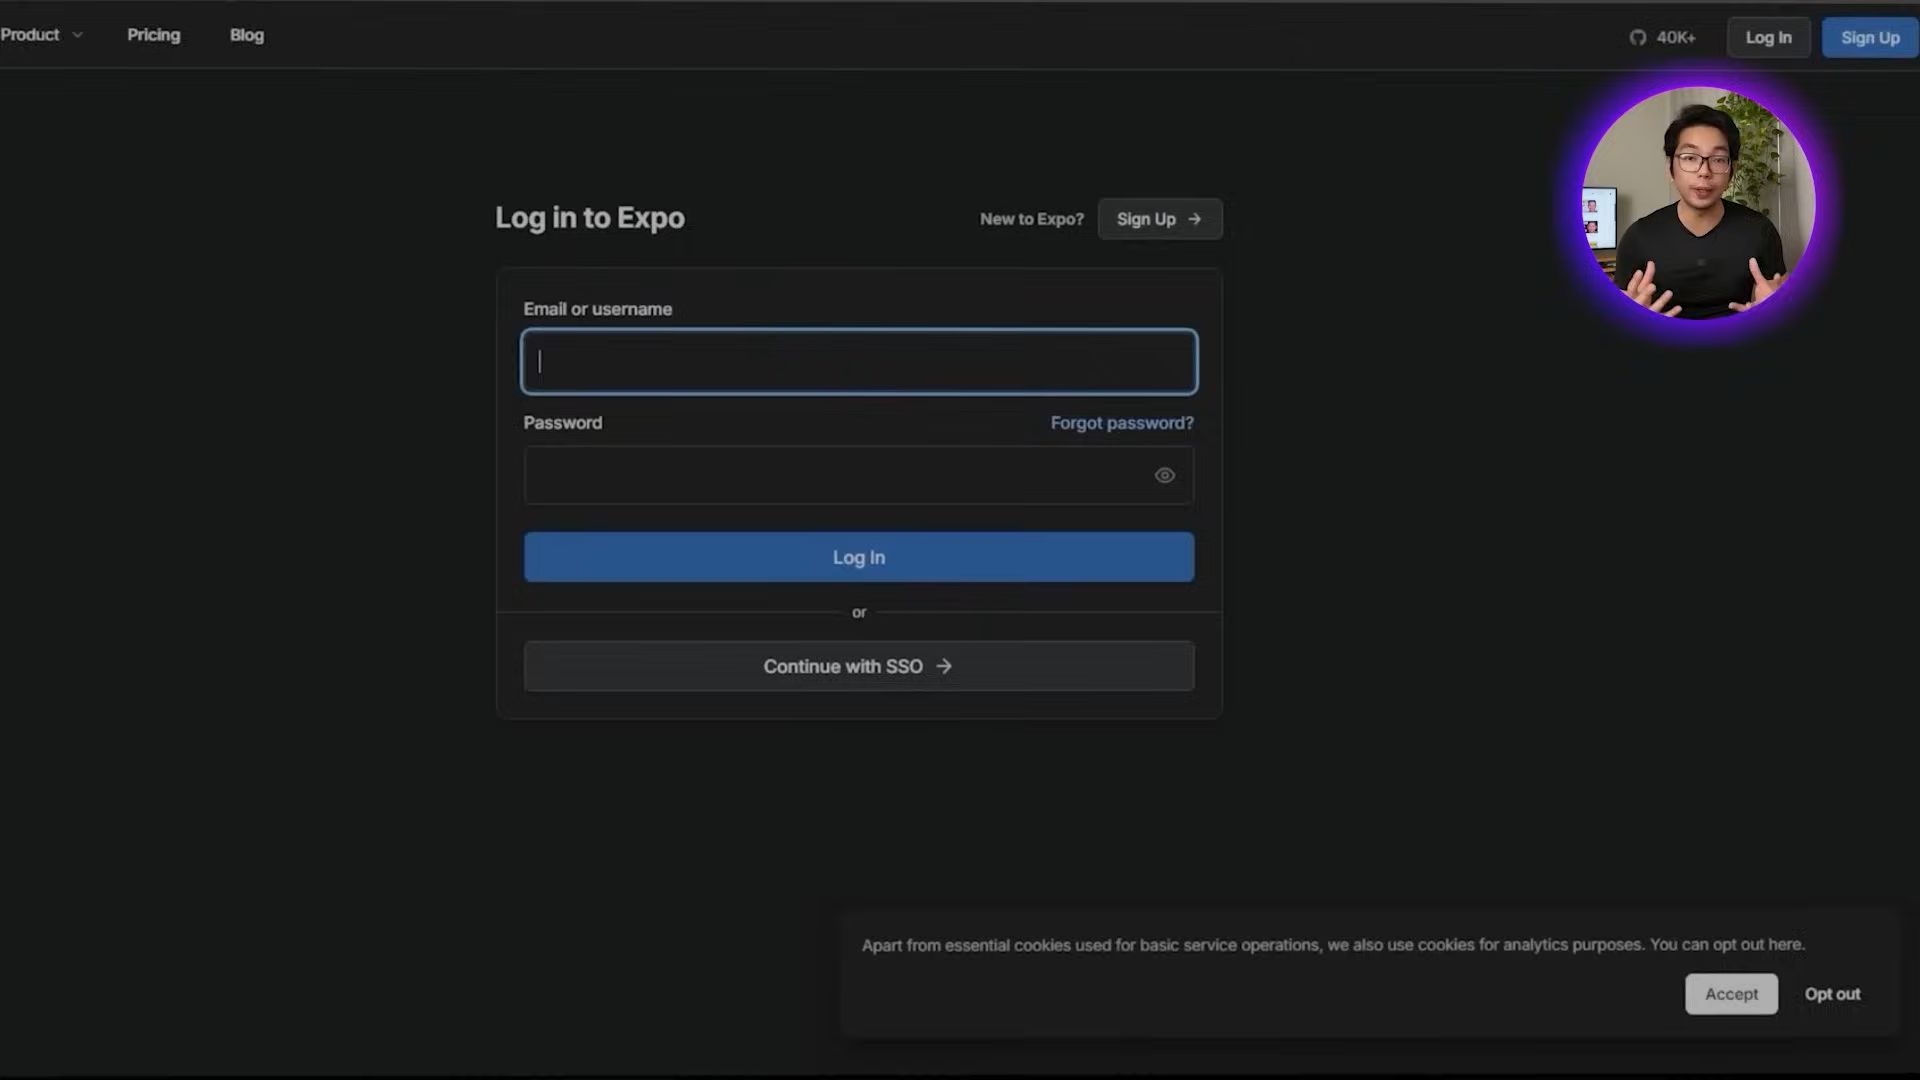 Product
Pricing
Blog
40K+
Log In
Sign Up
Log in to Expo
New to Expo?
Sign Up →
Email or username
Password
Forgot password?
Log In
or
Continue with SSO →
Apart from essential cookies used for basic service operations, we also use cookies for analytics purposes. You can opt out here.
Accept
Opt out